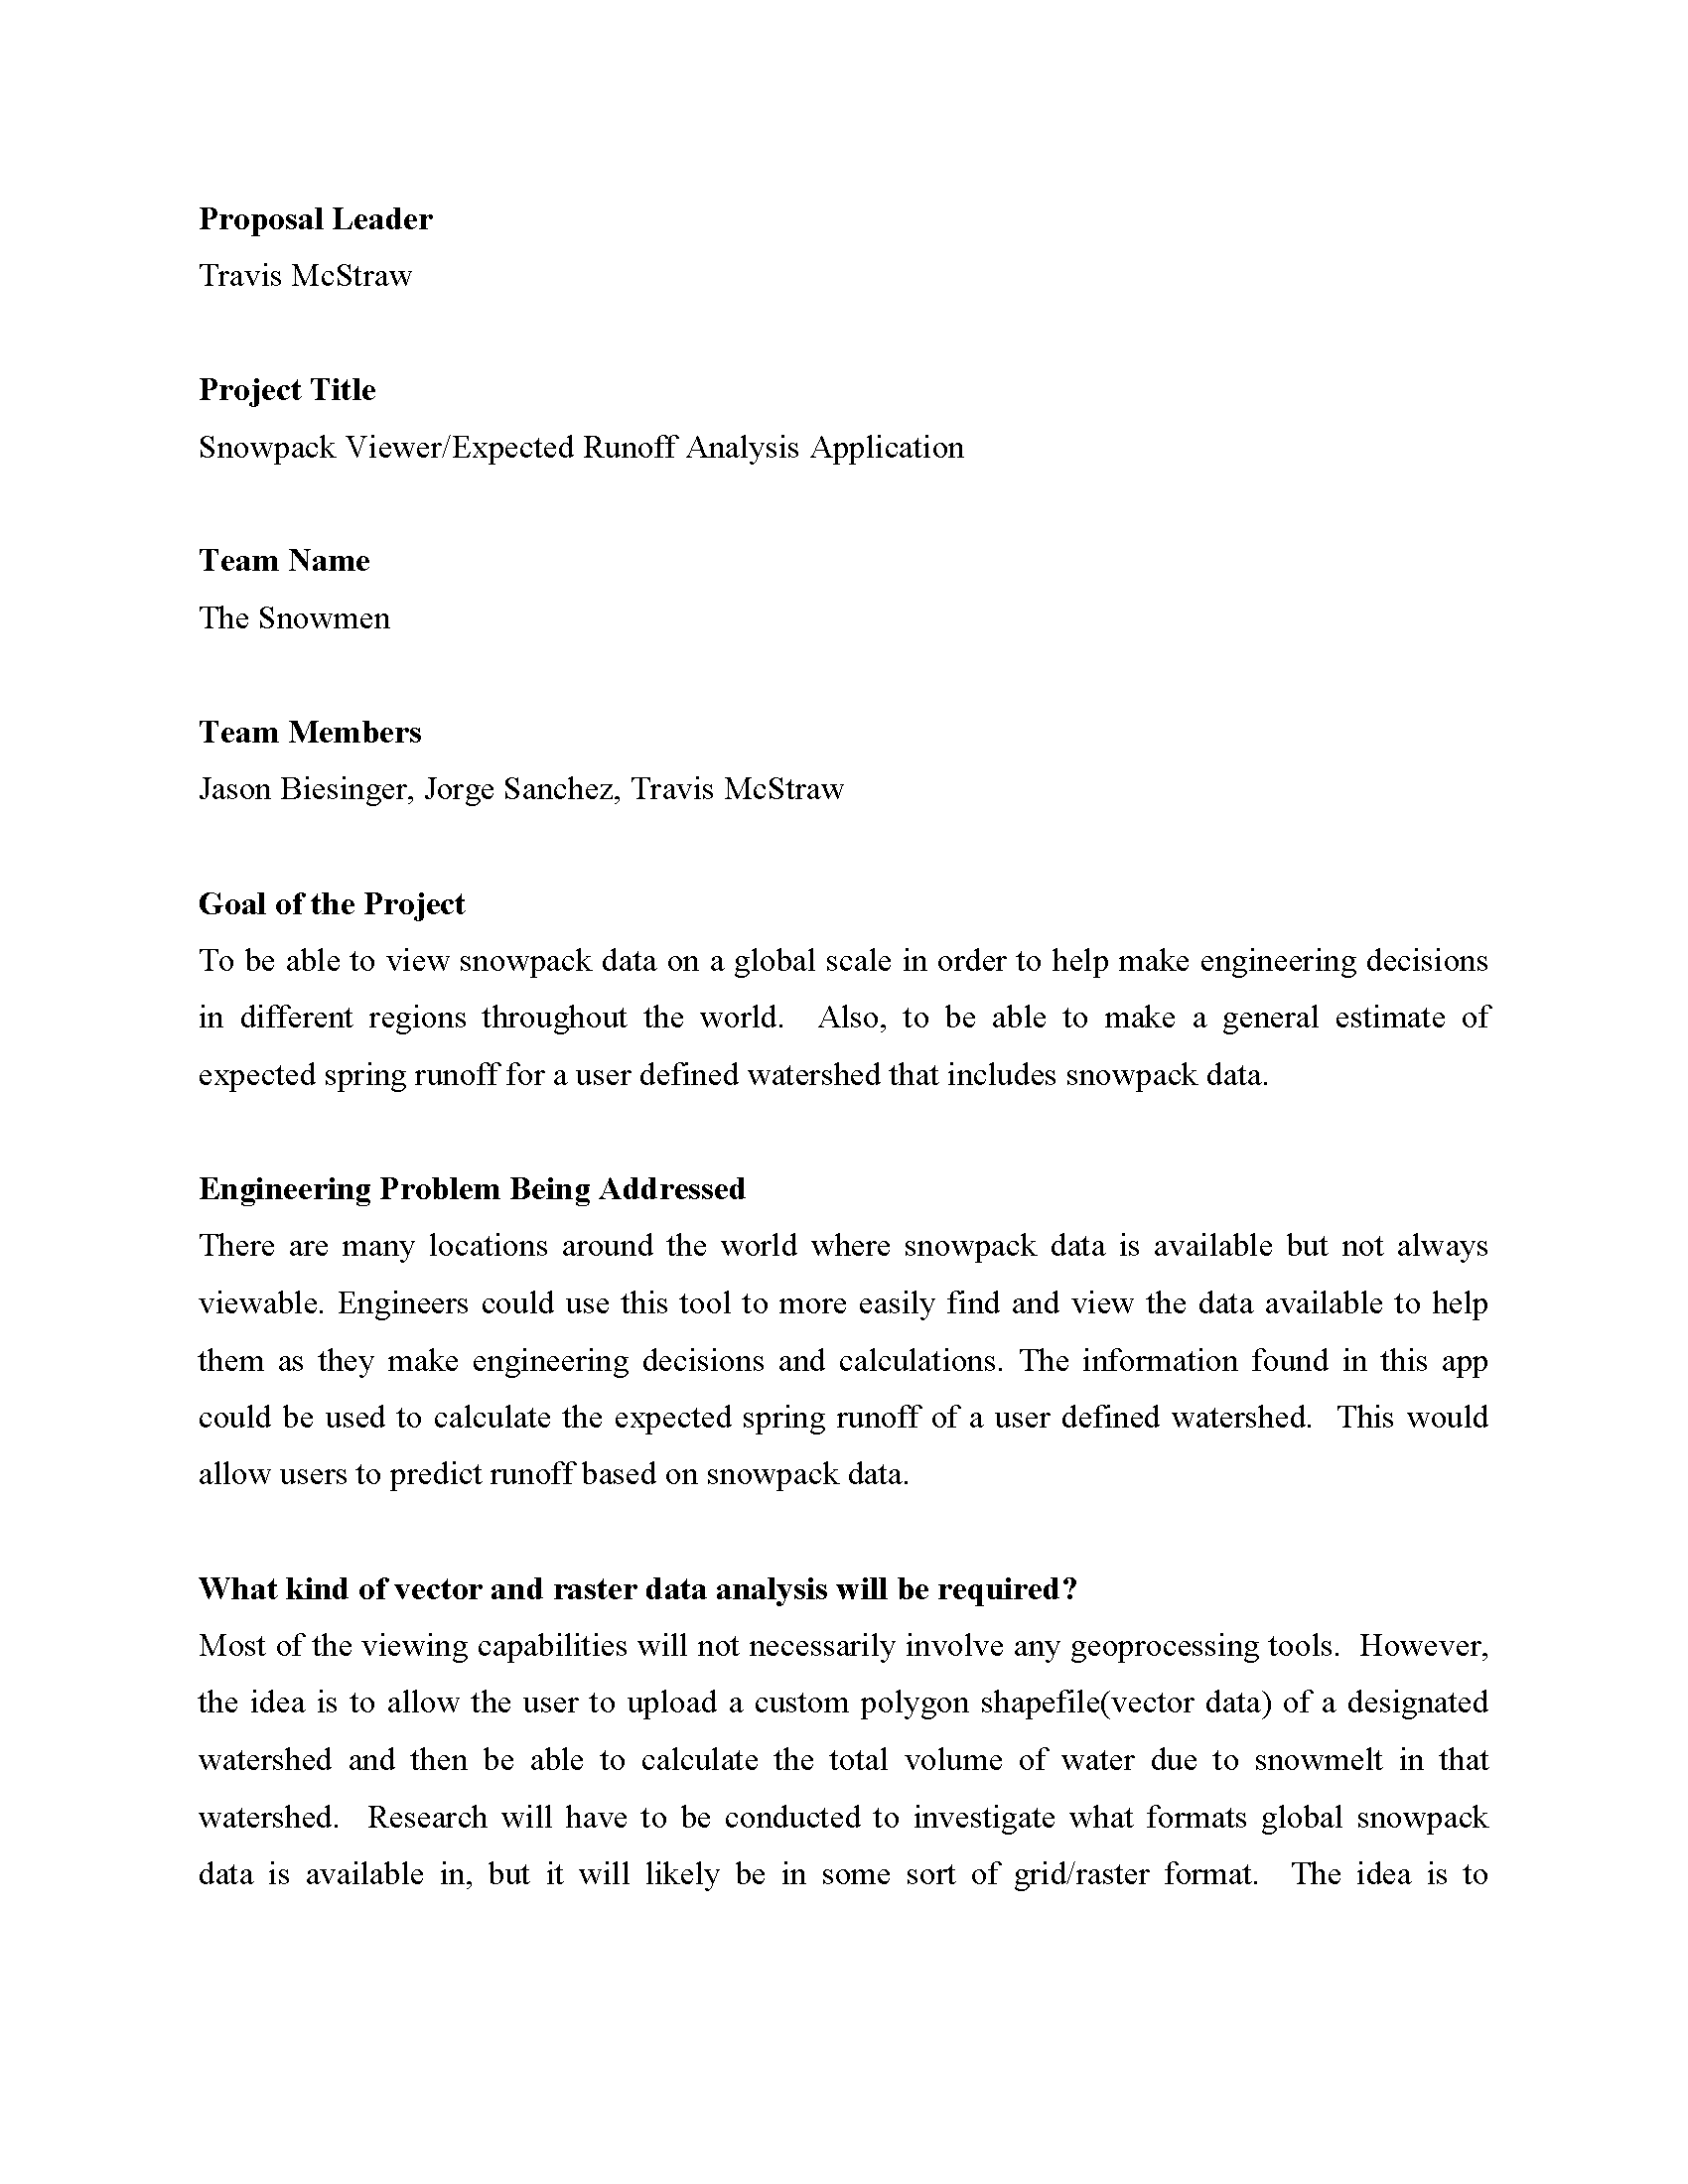 Proposal Leader
Travis McStraw
Project Title
Snowpack Viewer/Expected Runoff Analysis Application
Team Name
The Snowmen
Team Members
Jason Biesinger, Jorge Sanchez, Travis McStraw
Goal of the Project
To be able to view snowpack data on a global scale in order to help make engineering decisions
in different regions throughout the world.  Also, to be able to make a general estimate of
expected spring runoff for a user defined watershed that includes snowpack data.
Engineering Problem Being Addressed
There are many locations around the world where snowpack data is available but not always
viewable. Engineers could use this tool to more easily find and view the data available to help
them as they make engineering decisions and calculations. The information found in this app
could be used to calculate the expected spring runoff of a user defined watershed.  This would
allow users to predict runoff based on snowpack data.
What kind of vector and raster data analysis will be required?
Most of the viewing capabilities will not necessarily involve any geoprocessing tools.  However,
the idea is to allow the user to upload a custom polygon shapefile(vector data) of a designated
watershed and then be able to calculate the total volume of water due to snowmelt in that
watershed.  Research will have to be conducted to investigate what formats global snowpack
data is available in, but it will likely be in some sort of grid/raster format.  The idea is to